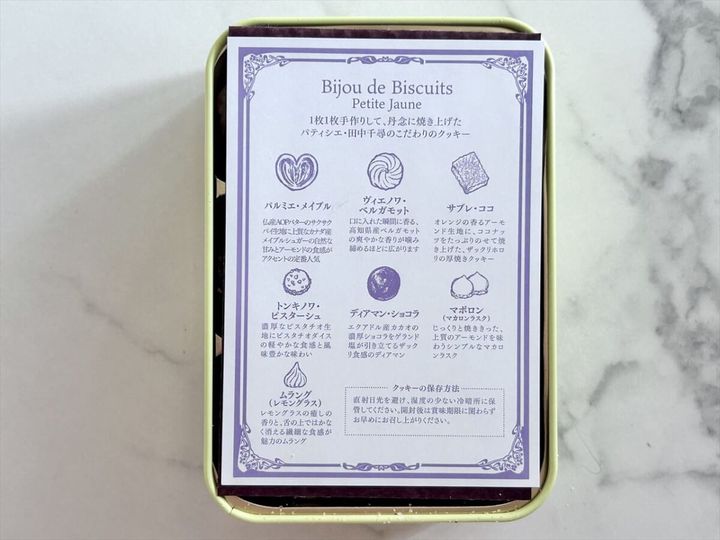 Bijou de Biscuits
Petite Jaune
1枚1枚手作りして、丹念に焼き上げた
パティシエ・田中千尋のこだわりのクッキー
パルミエ・メイプル
仏産AOPバターのサクサク
パイ生地に上質なカナダ産
メイプルシュガーの自然な
甘みとアーモンドの食感が
アクセントの定番人気
ヴィエノワ・
ベルガモット
口に入れた瞬間に香る、
高知県産ベルガモット
の爽やかな香りが噛み
締めるほどに広がります
サブレ・ココ
オレンジの香るアーモ
ンド生地に、ココナッ
ツをたっぷりのせて焼
き上げた、ザックリホロ
リの厚焼きクッキー
トンキノワ・
ピスターシュ
濃厚なピスタチオ生
地にピスタチオダイス
の軽やかな食感と風
味豊かな味わい
ディアマン・ショコラ
エクアドル産カカオの
濃厚ショコラをゲランド
塩が引き立てるザック
リ食感のディアマン
マボロン
(マカロンラスク)
じっくりと焼ききった、
上質のアーモンドを味
わうシンプルなマカロ
ンラスク
ムラング
(レモングラス)
レモングラスの癒しの
香りと、舌の上ではかな
く消える繊細な食感が
魅力のムラング
クッキーの保存方法
直射日光を避け、湿度の少ない冷暗所に保
管してください。開封後は賞味期限に関わらず
お早めにお召し上がりください。